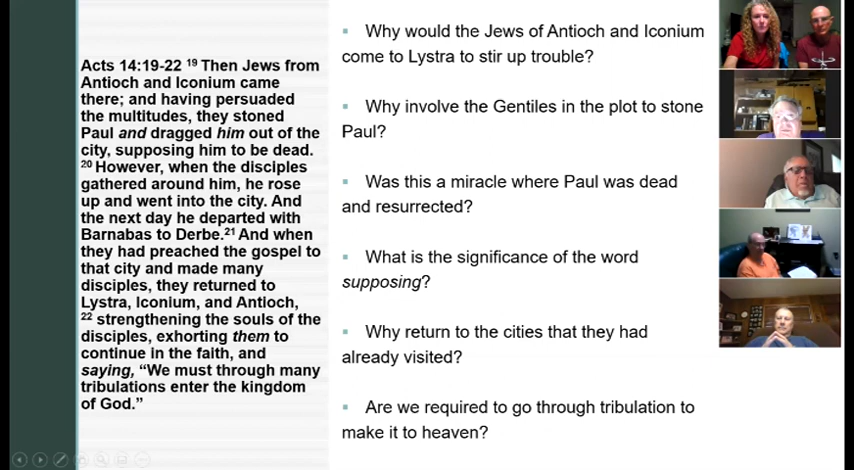 Acts 14:19-22 19 Then Jews from
Antioch and Iconium came
there; and having persuaded
the multitudes, they stoned
Paul and dragged him out of the
city, supposing him to be dead.
20 However, when the disciples
gathered around him, he rose
up and went into the city. And
the next day he departed with
Barnabas to Derbe.21 And when
they had preached the gospel to
that city and made many
disciples, they returned to
Lystra, Iconium, and Antioch,
22 strengthening the souls of the
disciples, exhorting them to
continue in the faith, and
saying, “We must through many
tribulations enter the kingdom
of God.”
Why would the Jews of Antioch and Iconium
come to Lystra to stir up trouble?
Why involve the Gentiles in the plot to stone
Paul?
Was this a miracle where Paul was dead
and resurrected?
What is the significance of the word
supposing?
Why return to the cities that they had
already visited?
Are we required to go through tribulation to
make it to heaven?